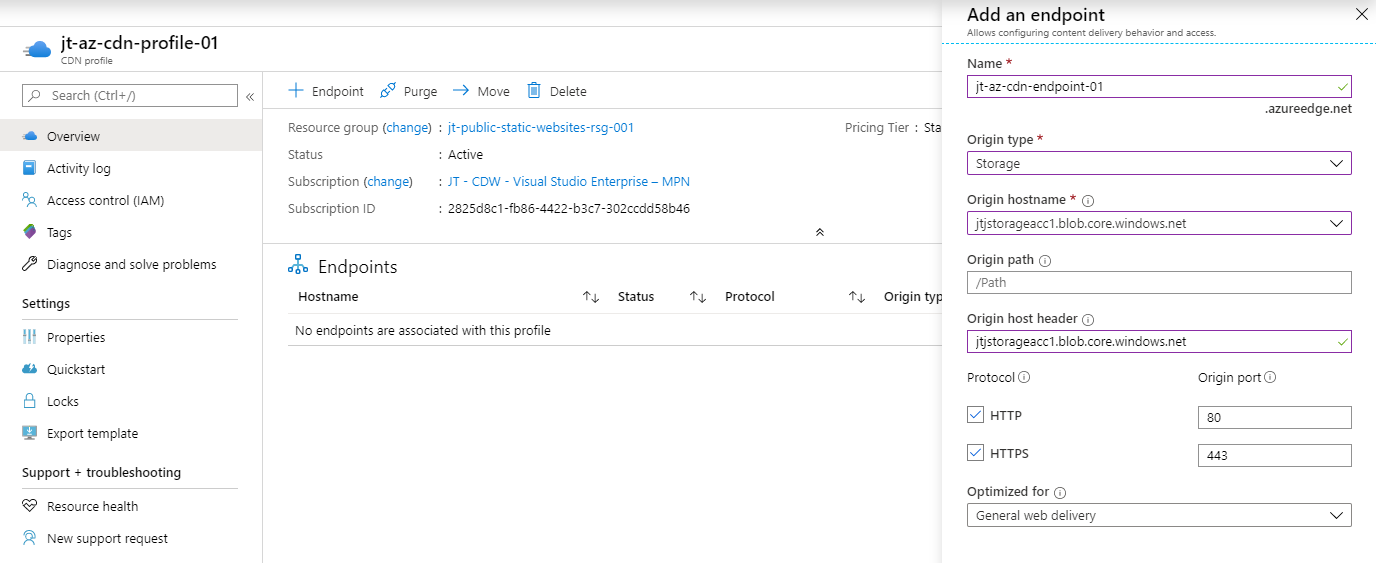 jt-az-cdn-profile-01
CDN profile
Search (Ctrl+/)
«
Overview
Activity log
Access control (IAM)
Tags
Diagnose and solve problems
Settings
Properties
Quickstart
Locks
Export template
Support + troubleshooting
Resource health
New support request
Endpoint Purge Move Delete
Resource group (change) : jt-public-static-websites-rsg-001 Pricing Tier : Sta
Status : Active
Subscription (change) : JT - CDW - Visual Studio Enterprise – MPN
Subscription ID : 2825d8c1-fb86-4422-b3c7-302ccdd58b46
Endpoints
Hostname Status Protocol Origin typ
No endpoints are associated with this profile
Add an endpoint
Allows configuring content delivery behavior and access.
Name *
jt-az-cdn-endpoint-01
.azureedge.net
Origin type *
Storage
Origin hostname *
jtjstorageacc1.blob.core.windows.net
Origin path
/Path
Origin host header
jtjstorageacc1.blob.core.windows.net
Protocol Origin port
HTTP 80
HTTPS 443
Optimized for
General web delivery